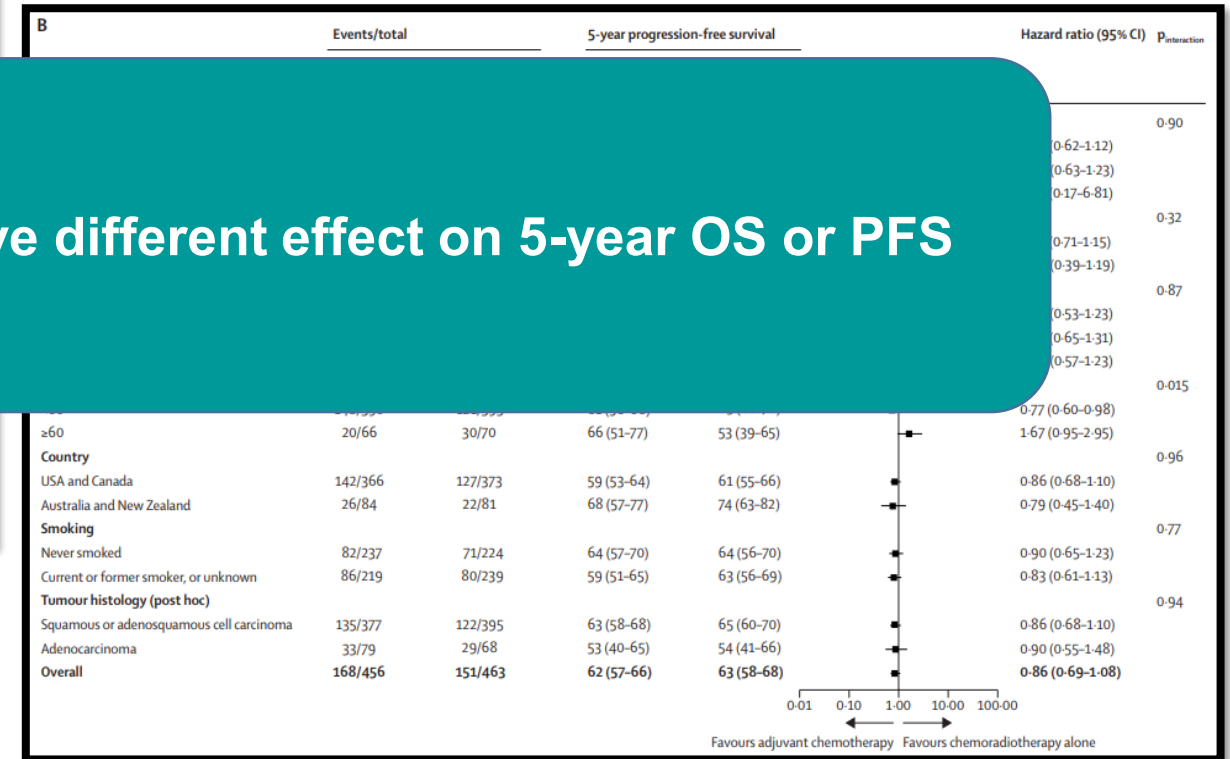 B
Events/total 5-year progression-free survival Hazard ratio (95% CI) pinteraction
0·90
(0·62–1·12)
(0·63–1·23)
0·17–6·81)
0·32
(0·71–1·15)
(0·39–1·19)
ve different effect on 5-year OS or PFS
0·87
(0·53–1·23)
(0·65–1·31)
(0·57–1·23)
0·015
0·77 (0·60–0·98)
≥60 20/66 30/70 66 (51–77) 53 (39–65) 1·67 (0·95–2·95)
Country 0·96
USA and Canada 142/366 127/373 59 (53–64) 61 (55–66) 0·86 (0·68–1·10)
Australia and New Zealand 26/84 22/81 68 (57–77) 74 (63–82) 0·79 (0·45–1·40)
Smoking 0·77
Never smoked 82/237 71/224 64 (57–70) 64 (56–70) 0·90 (0·65–1·23)
Current or former smoker, or unknown 86/219 80/239 59 (51–65) 63 (56–69) 0·83 (0·61–1·13)
Tumour histology (post hoc) 0·94
Squamous or adenosquamous cell carcinoma 135/377 122/395 63 (58–68) 65 (60–70) 0·86 (0·68–1·10)
Adenocarcinoma 33/79 29/68 53 (40–65) 54 (41–66) 0·90 (0·55–1·48)
Overall 168/456 151/463 62 (57–66) 63 (58–68) 0·86 (0·69–1·08)
0·01 0·10 1·00 10·00 100·00
Favours adjuvant chemotherapy Favours chemoradiotherapy alone